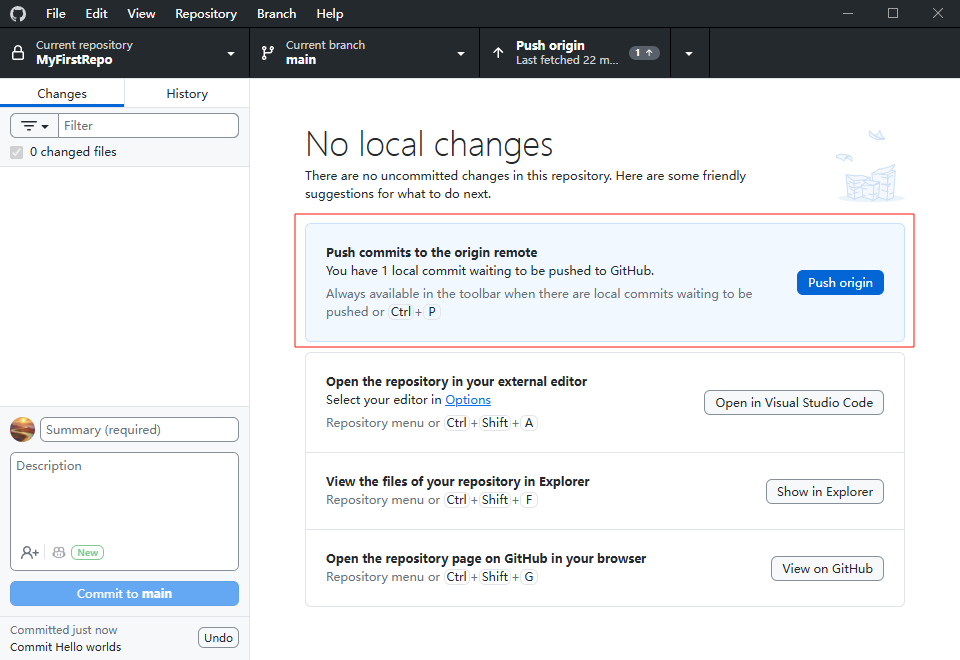 File Edit View Repository Branch Help
Current repository
MyFirstRepo
Current branch
main
Push origin
Last fetched 22 m...
1
Changes
History
Filter
0 changed files
No local changes
There are no uncommitted changes in this repository. Here are some friendly
suggestions for what to do next.
Push commits to the origin remote
You have 1 local commit waiting to be pushed to GitHub.
Always available in the toolbar when there are local commits waiting to be
pushed or Ctrl + P
Push origin
Open the repository in your external editor
Select your editor in Options
Repository menu or Ctrl + Shift + A
Open in Visual Studio Code
View the files of your repository in Explorer
Repository menu or Ctrl + Shift + F
Show in Explorer
Open the repository page on GitHub in your browser
Repository menu or Ctrl + Shift + G
View on GitHub
Summary (required)
Description
New
Commit to main
Committed just now
Commit Hello worlds
Undo